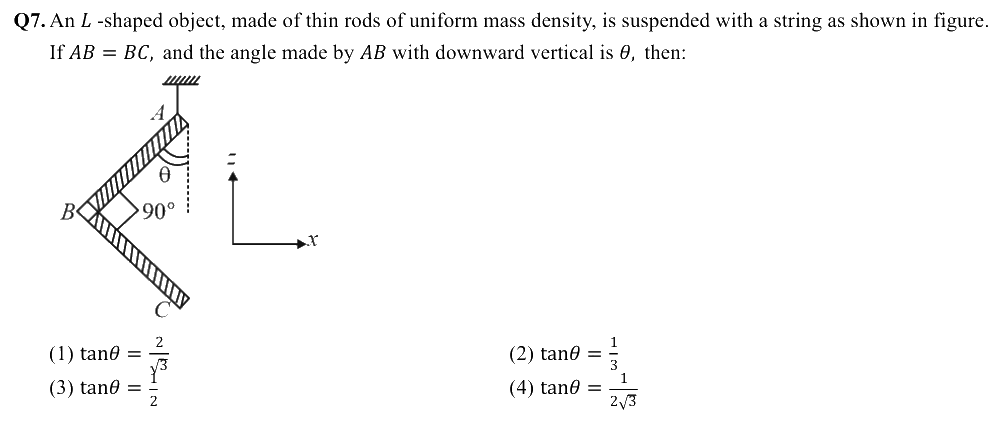 Q7. An L -shaped object, made of thin rods of uniform mass density, is suspended with a string as shown in figure.
If AB = BC, and the angle made by AB with downward vertical is θ, then:
A
θ
B
90°
C
x
(1) tanθ = 2/√3
(2) tanθ = 1/3
(3) tanθ = 1/2
(4) tanθ = 1/2√3